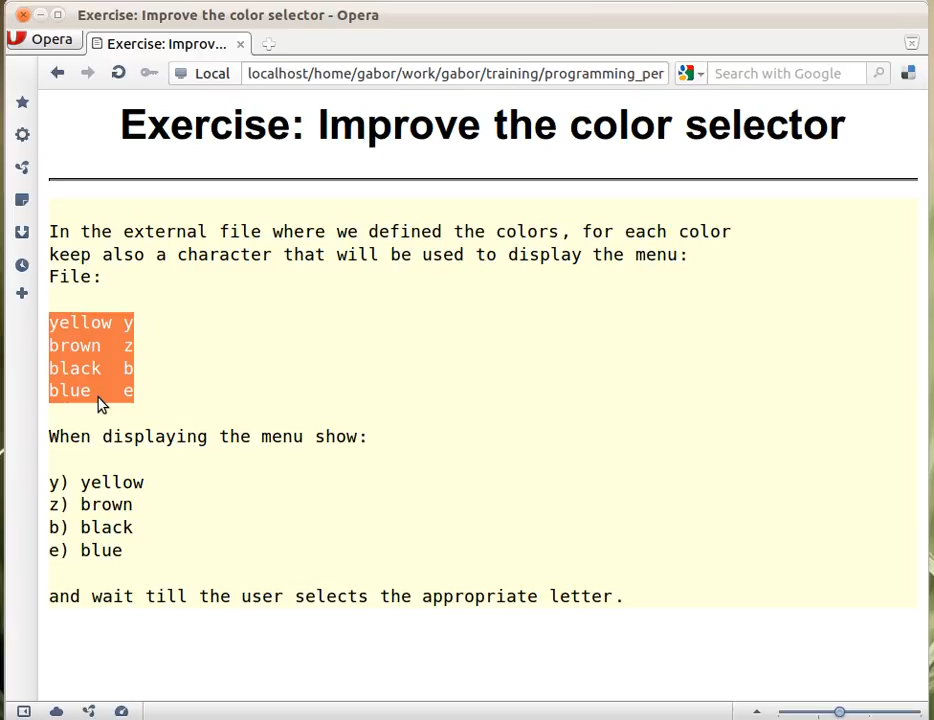 Exercise: Improve the color selector - Opera
Opera
Exercise: Improv...
Local
localhost/home/gabor/work/gabor/training/programming_per
Search with Google
Exercise: Improve the color selector
In the external file where we defined the colors, for each color
keep also a character that will be used to display the menu:
File:
yellow y
brown  z
black  b
blue   e
When displaying the menu show:
y) yellow
z) brown
b) black
e) blue
and wait till the user selects the appropriate letter.